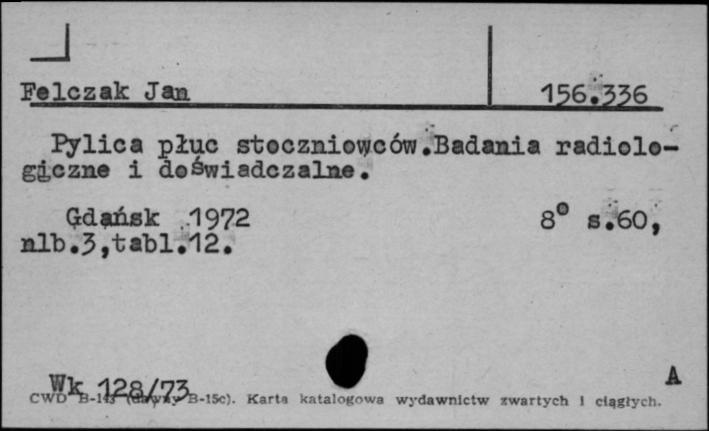 Felczak Jan 156.336
Pylica płuc stoczniowców.Badania radiolo-
giczne i doświadczalne.
Gdańsk 1972 8° s.60,
nlb.3,tabl.12.
Wk 128/73 A
CWD B-143 (dawny B-15c). Karta katalogowa wydawnictw zwartych i ciągłych.